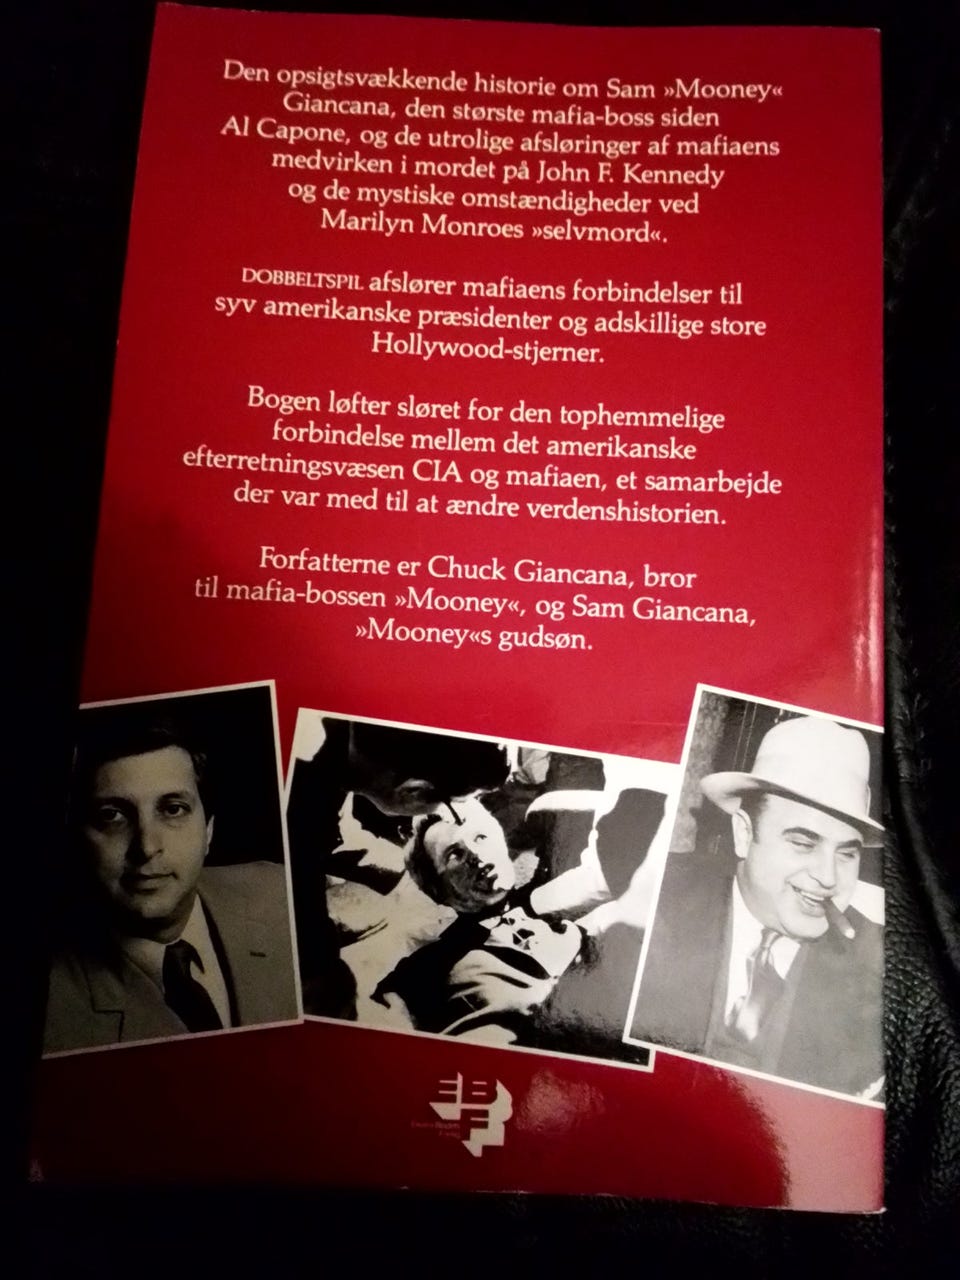 Den opsigtsvækkende historie om Sam »Mooney«
Giancana, den største mafia-boss siden
Al Capone, og de utrolige afsløringer af mafiaens
medvirken i mordet på John F. Kennedy
og de mystiske omstændigheder ved
Marilyn Monroes »selvmord«.
DOBBELTSPIL afslører mafiaens forbindelser til
syv amerikanske præsidenter og adskillige store
Hollywood-stjerner.
Bogen løfter sløret for den tophemmelige
forbindelse mellem det amerikanske
efterretningsvæsen CIA og mafiaen, et samarbejde
der var med til at ændre verdenshistorien.
Forfatterne er Chuck Giancana, bror
til mafia-bossen »Mooney«, og Sam Giancana,
»Mooney«s gudsøn.
EB
F